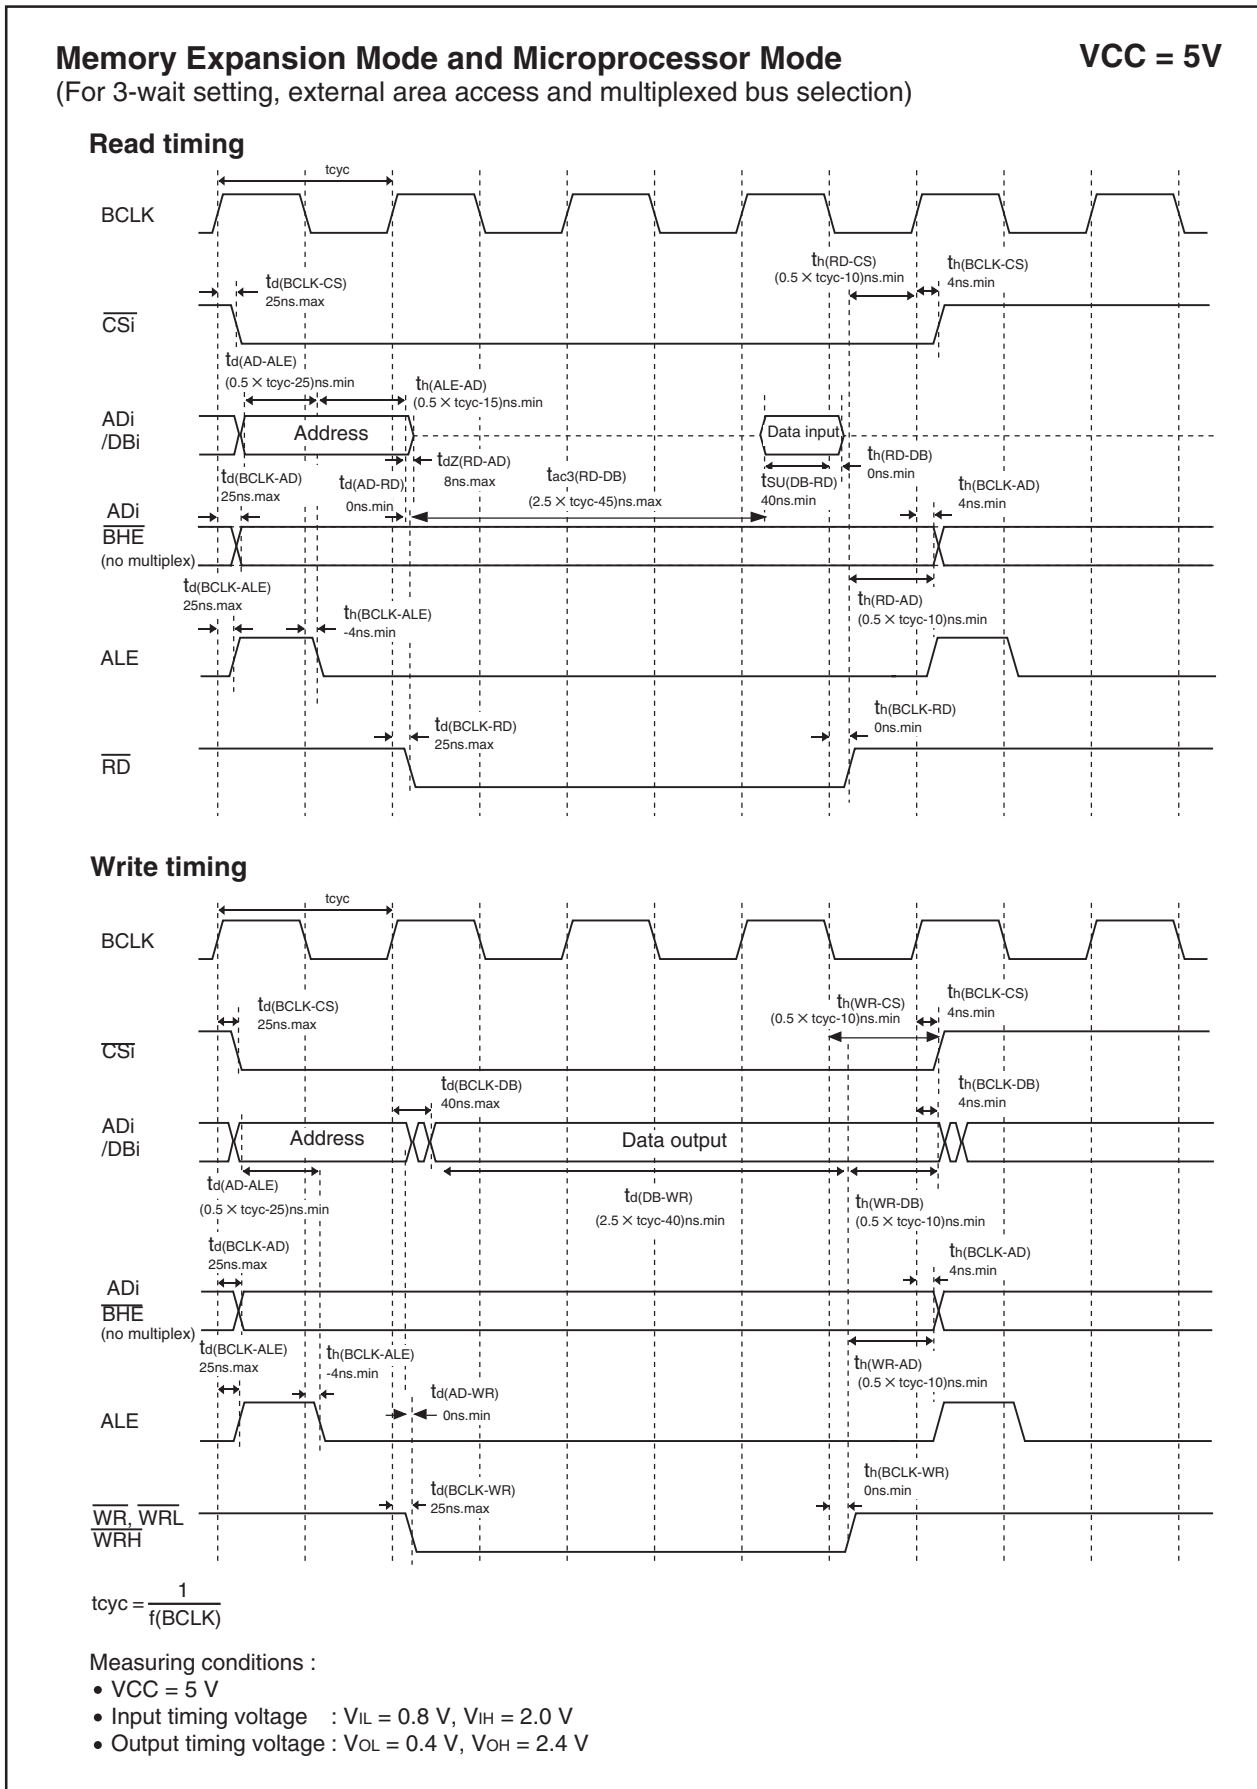 Memory Expansion Mode and Microprocessor Mode VCC = 5V
(For 3-wait setting, external area access and multiplexed bus selection)
Read timing
tcyc
BCLK
td(BCLK-CS)
25ns.max
th(RD-CS)
(0.5 × tcyc-10)ns.min
th(BCLK-CS)
4ns.min
CSi
td(AD-ALE)
(0.5 × tcyc-25)ns.min
th(ALE-AD)
(0.5 × tcyc-15)ns.min
ADi
/DBi
Address
Data input
td(BCLK-AD)
25ns.max
td(AD-RD)
0ns.min
tdZ(RD-AD)
8ns.max
tac3(RD-DB)
(2.5 × tcyc-45)ns.max
tSU(DB-RD)
40ns.min
th(RD-DB)
0ns.min
th(BCLK-AD)
4ns.min
ADi
BHE
(no multiplex)
td(BCLK-ALE)
25ns.max
th(BCLK-ALE)
-4ns.min
th(RD-AD)
(0.5 × tcyc-10)ns.min
ALE
td(BCLK-RD)
25ns.max
th(BCLK-RD)
0ns.min
RD
Write timing
tcyc
BCLK
td(BCLK-CS)
25ns.max
th(WR-CS)
(0.5 × tcyc-10)ns.min
th(BCLK-CS)
4ns.min
CSi
td(BCLK-DB)
40ns.max
th(BCLK-DB)
4ns.min
ADi
/DBi
Address
Data output
td(AD-ALE)
(0.5 × tcyc-25)ns.min
td(DB-WR)
(2.5 × tcyc-40)ns.min
th(WR-DB)
(0.5 × tcyc-10)ns.min
td(BCLK-AD)
25ns.max
th(BCLK-AD)
4ns.min
ADi
BHE
(no multiplex)
td(BCLK-ALE)
25ns.max
th(BCLK-ALE)
-4ns.min
td(AD-WR)
0ns.min
th(WR-AD)
(0.5 × tcyc-10)ns.min
ALE
td(BCLK-WR)
25ns.max
th(BCLK-WR)
0ns.min
WR, WRL
WRH
tcyc = 1
f(BCLK)
Measuring conditions :
• VCC = 5 V
• Input timing voltage : VIL = 0.8 V, VIH = 2.0 V
• Output timing voltage : VOL = 0.4 V, VOH = 2.4 V